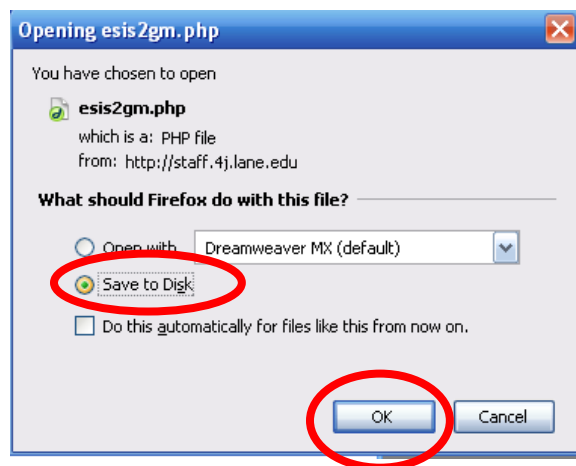 Opening esis2gm.php
You have chosen to open
esis2gm.php
which is a: PHP file
from: http://staff.4j.lane.edu
What should Firefox do with this file?
Open with Dreamweaver MX (default)
Save to Disk
Do this automatically for files like this from now on.
OK Cancel